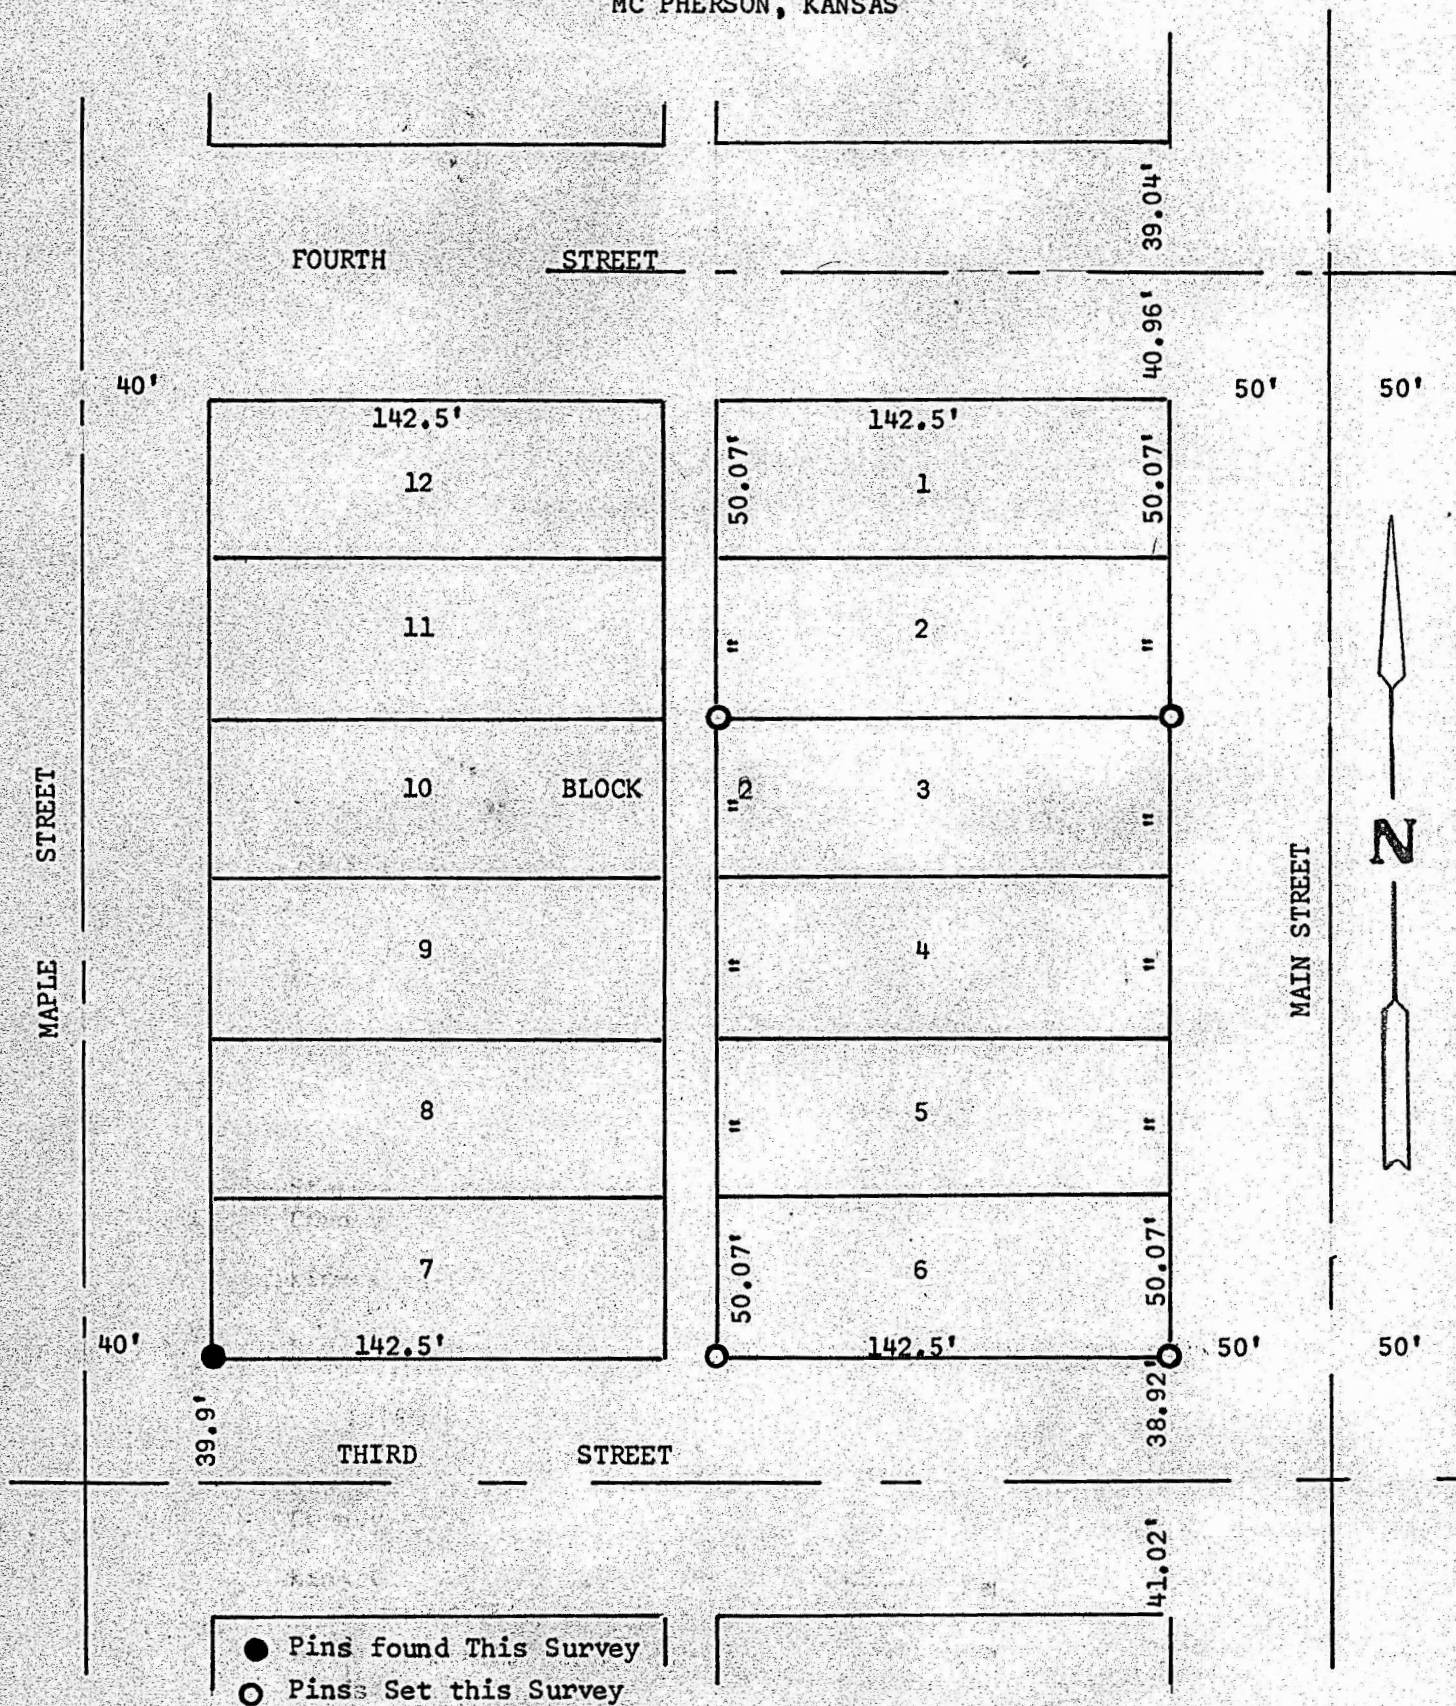 MC PHERSON, KANSAS
39.04'
FOURTH STREET
40.96'
40' 50' 50'
142.5' 142.5'
50.07' 50.07'
12 1
11 2
" "
10 BLOCK 2 3
" "
MAPLE STREET
MAIN STREET
N
9 4
" "
8 5
" "
7 6
50.07' 50.07'
40' 142.5' 142.5' 50' 50'
39.9' 38.92'
THIRD STREET
41.02'
Pins found This Survey
Pins Set this Survey